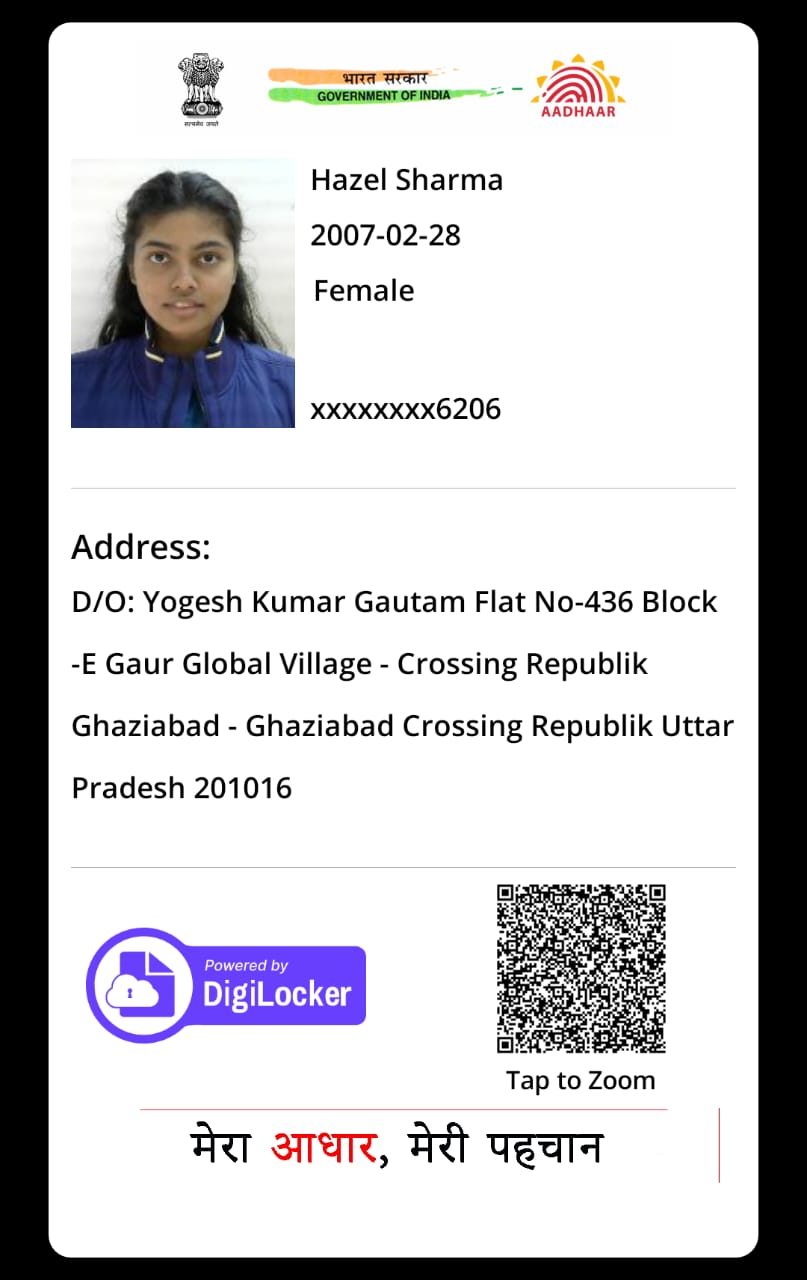 सत्यमेव जयते
भारत सरकार
GOVERNMENT OF INDIA
AADHAAR
Hazel Sharma
2007-02-28
Female
xxxxxxxx6206
Address:
D/O: Yogesh Kumar Gautam Flat No-436 Block
-E Gaur Global Village - Crossing Republik
Ghaziabad - Ghaziabad Crossing Republik Uttar
Pradesh 201016
Powered by
DigiLocker
Tap to Zoom
मेरा आधार, मेरी पहचान